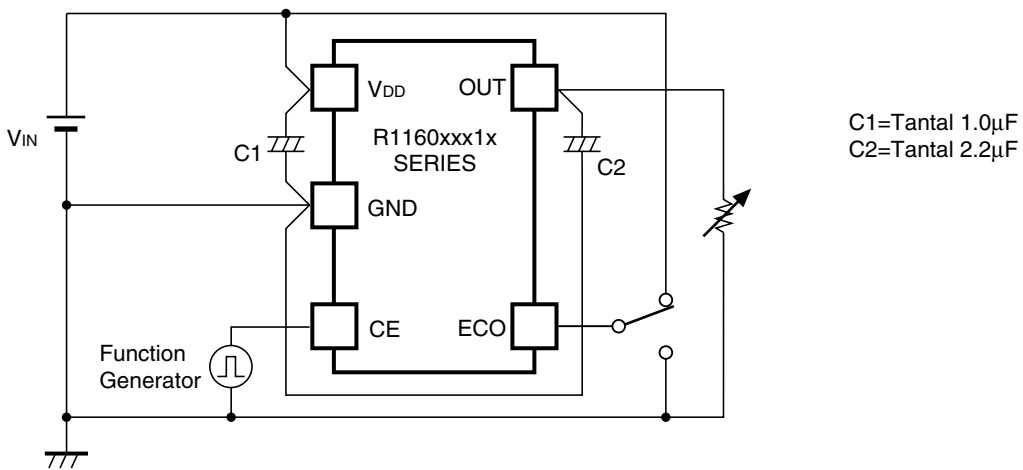 VDD
OUT
VIN
C1
R1160xxx1x
SERIES
C2
C1=Tantal 1.0μF
C2=Tantal 2.2μF
GND
CE
ECO
Function
Generator